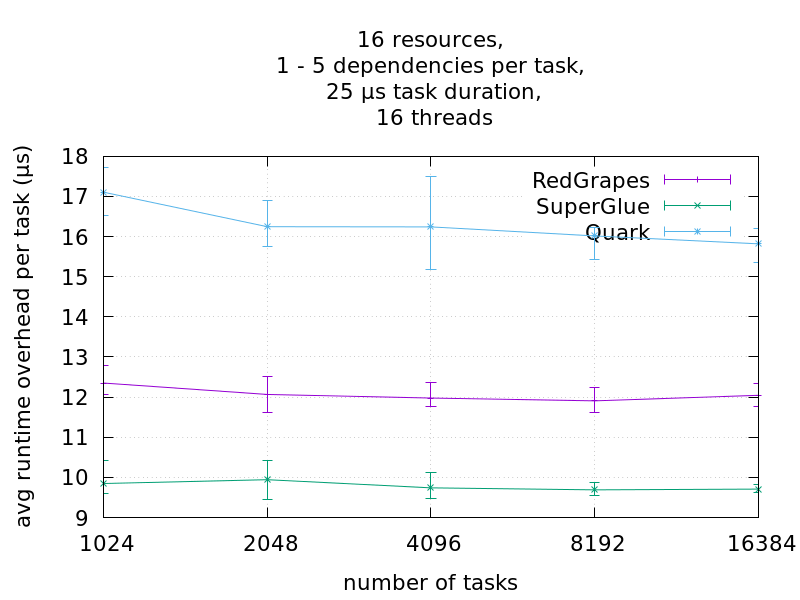 16 resources,
1 - 5 dependencies per task,
25 µs task duration,
16 threads
avg runtime overhead per task (µs)
18
17
16
15
14
13
12
11
10
9
RedGrapes
SuperGlue
Quark
1024
2048
4096
8192
16384
number of tasks